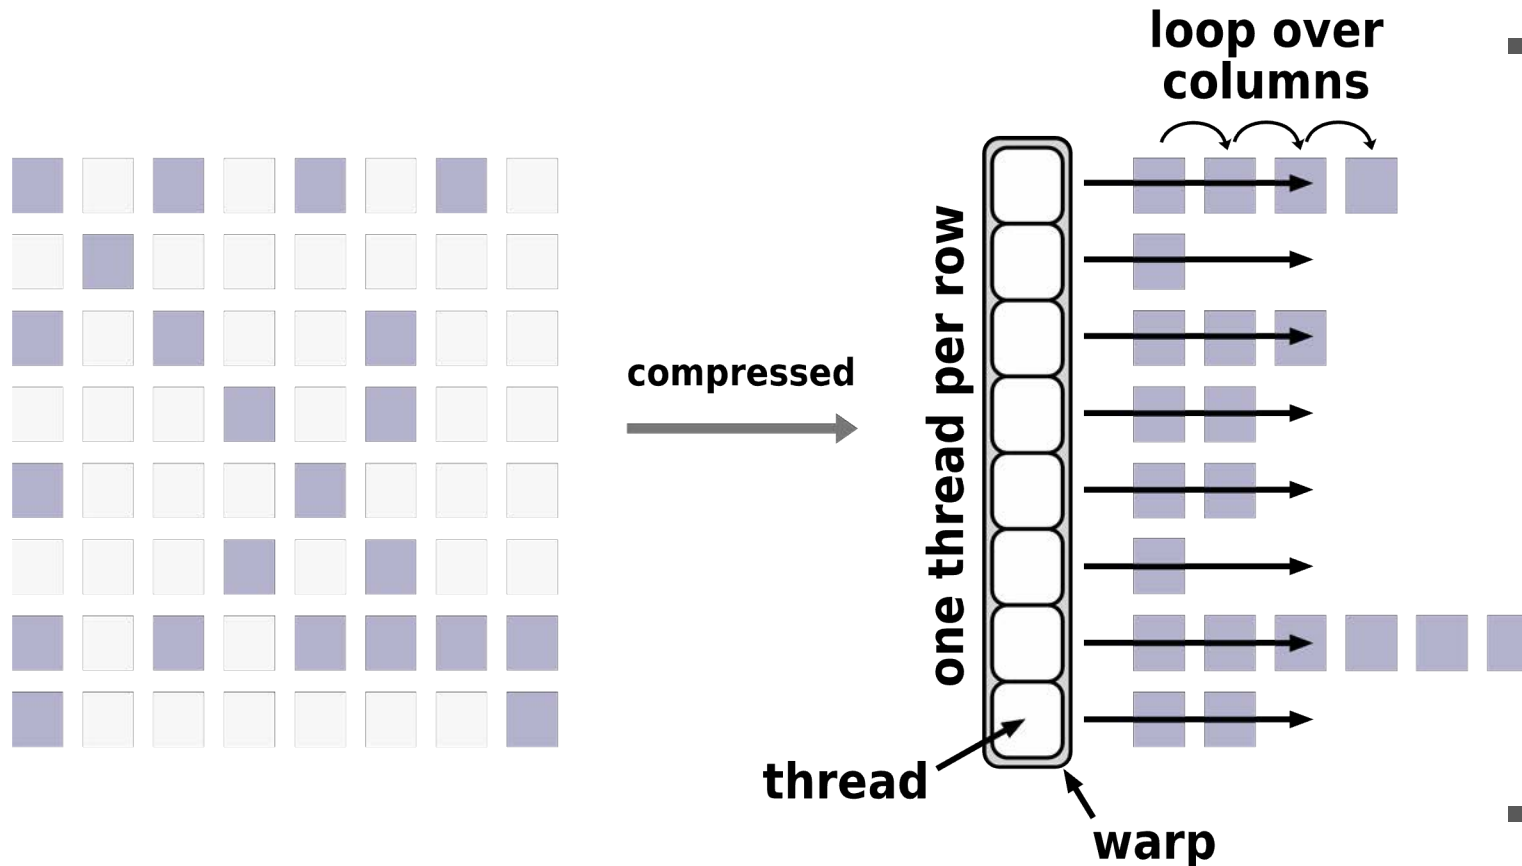 loop over
columns
compressed
one thread per row
thread
warp